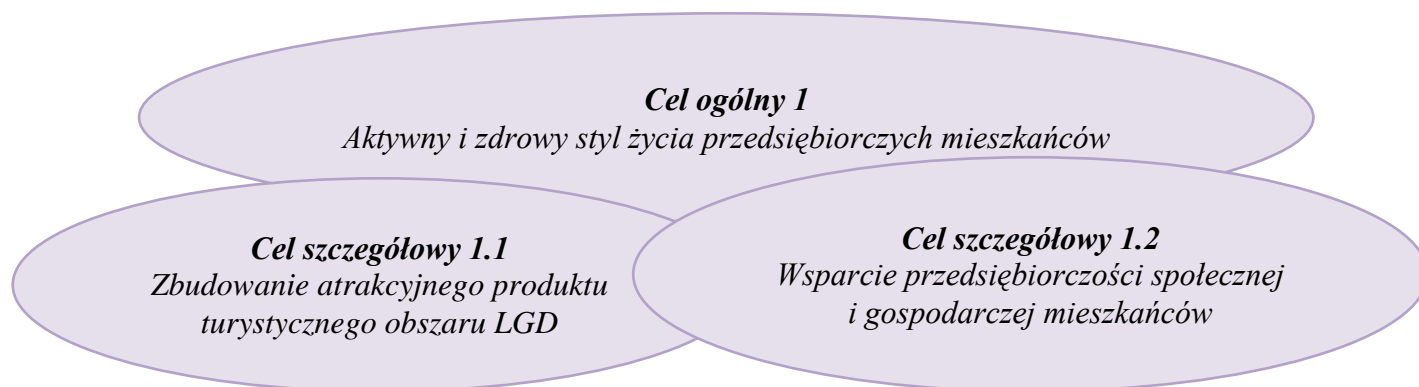 Cel ogólny 1
Aktywny i zdrowy styl życia przedsiębiorczych mieszkańców
Cel szczegółowy 1.1
Zbudowanie atrakcyjnego produktu
turystycznego obszaru LGD
Cel szczegółowy 1.2
Wsparcie przedsiębiorczości społecznej
i gospodarczej mieszkańców